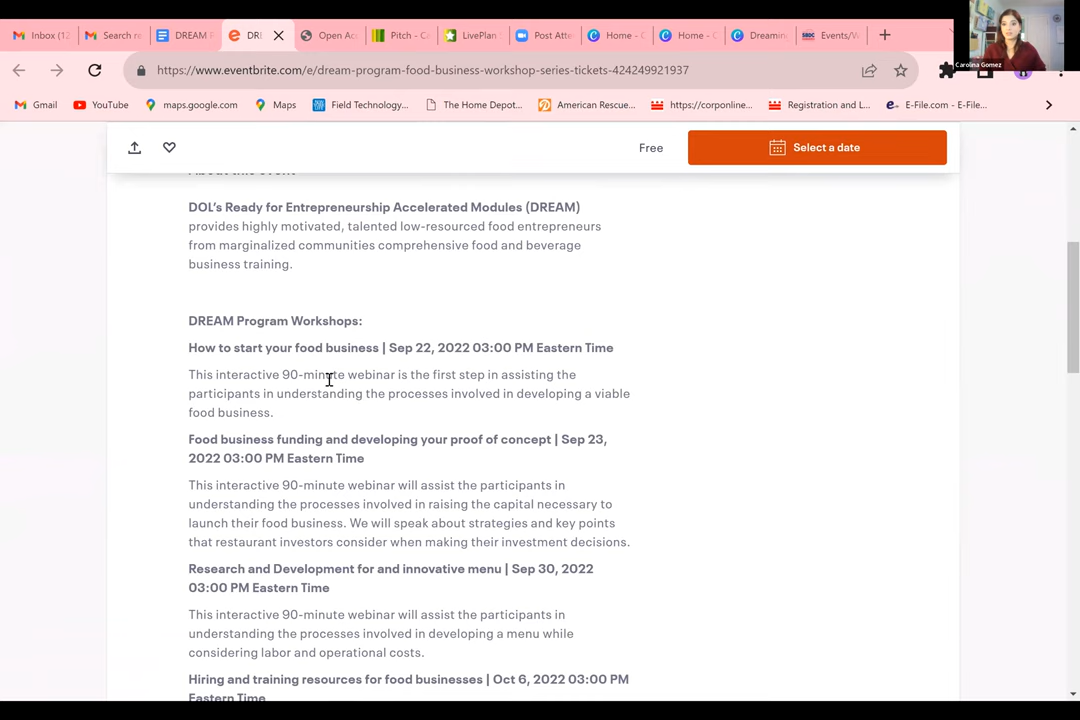 Inbox (12
Search re
DREAM P
DRE
Open Acc
Pitch - Co
LivePlan
Post Atte
Home - C
Home - C
Dreaming
Events/W
https://www.eventbrite.com/e/dream-program-food-business-workshop-series-tickets-424249921937
Carolina Gomez
Gmail
YouTube
maps.google.com
Maps
Field Technology...
The Home Depot...
American Rescue...
https://corponline...
Registration and L...
E-File.com - E-File...
Free
Select a date
About this event
DOL's Ready for Entrepreneurship Accelerated Modules (DREAM)
provides highly motivated, talented low-resourced food entrepreneurs
from marginalized communities comprehensive food and beverage
business training.
DREAM Program Workshops:
How to start your food business | Sep 22, 2022 03:00 PM Eastern Time
This interactive 90-minute webinar is the first step in assisting the
participants in understanding the processes involved in developing a viable
food business.
Food business funding and developing your proof of concept | Sep 23,
2022 03:00 PM Eastern Time
This interactive 90-minute webinar will assist the participants in
understanding the processes involved in raising the capital necessary to
launch their food business. We will speak about strategies and key points
that restaurant investors consider when making their investment decisions.
Research and Development for and innovative menu | Sep 30, 2022
03:00 PM Eastern Time
This interactive 90-minute webinar will assist the participants in
understanding the processes involved in developing a menu while
considering labor and operational costs.
Hiring and training resources for food businesses | Oct 6, 2022 03:00 PM
Eastern Time